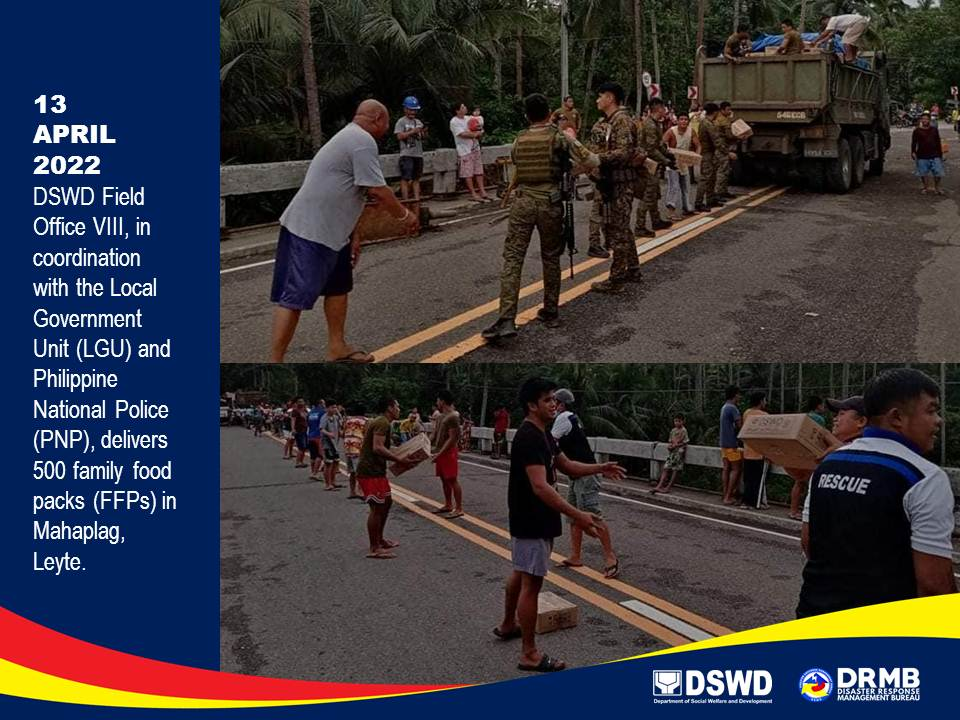 13
APRIL
2022
DSWD Field
Office VIII, in
coordination
with the Local
Government
Unit (LGU) and
Philippine
National Police
(PNP), delivers
500 family food
packs (FFPs) in
Mahaplag,
Leyte.
RESCUE
DSWD
DSWD
Department of Social Welfare and Development
DRMB
DISASTER RESPONSE
MANAGEMENT BUREAU